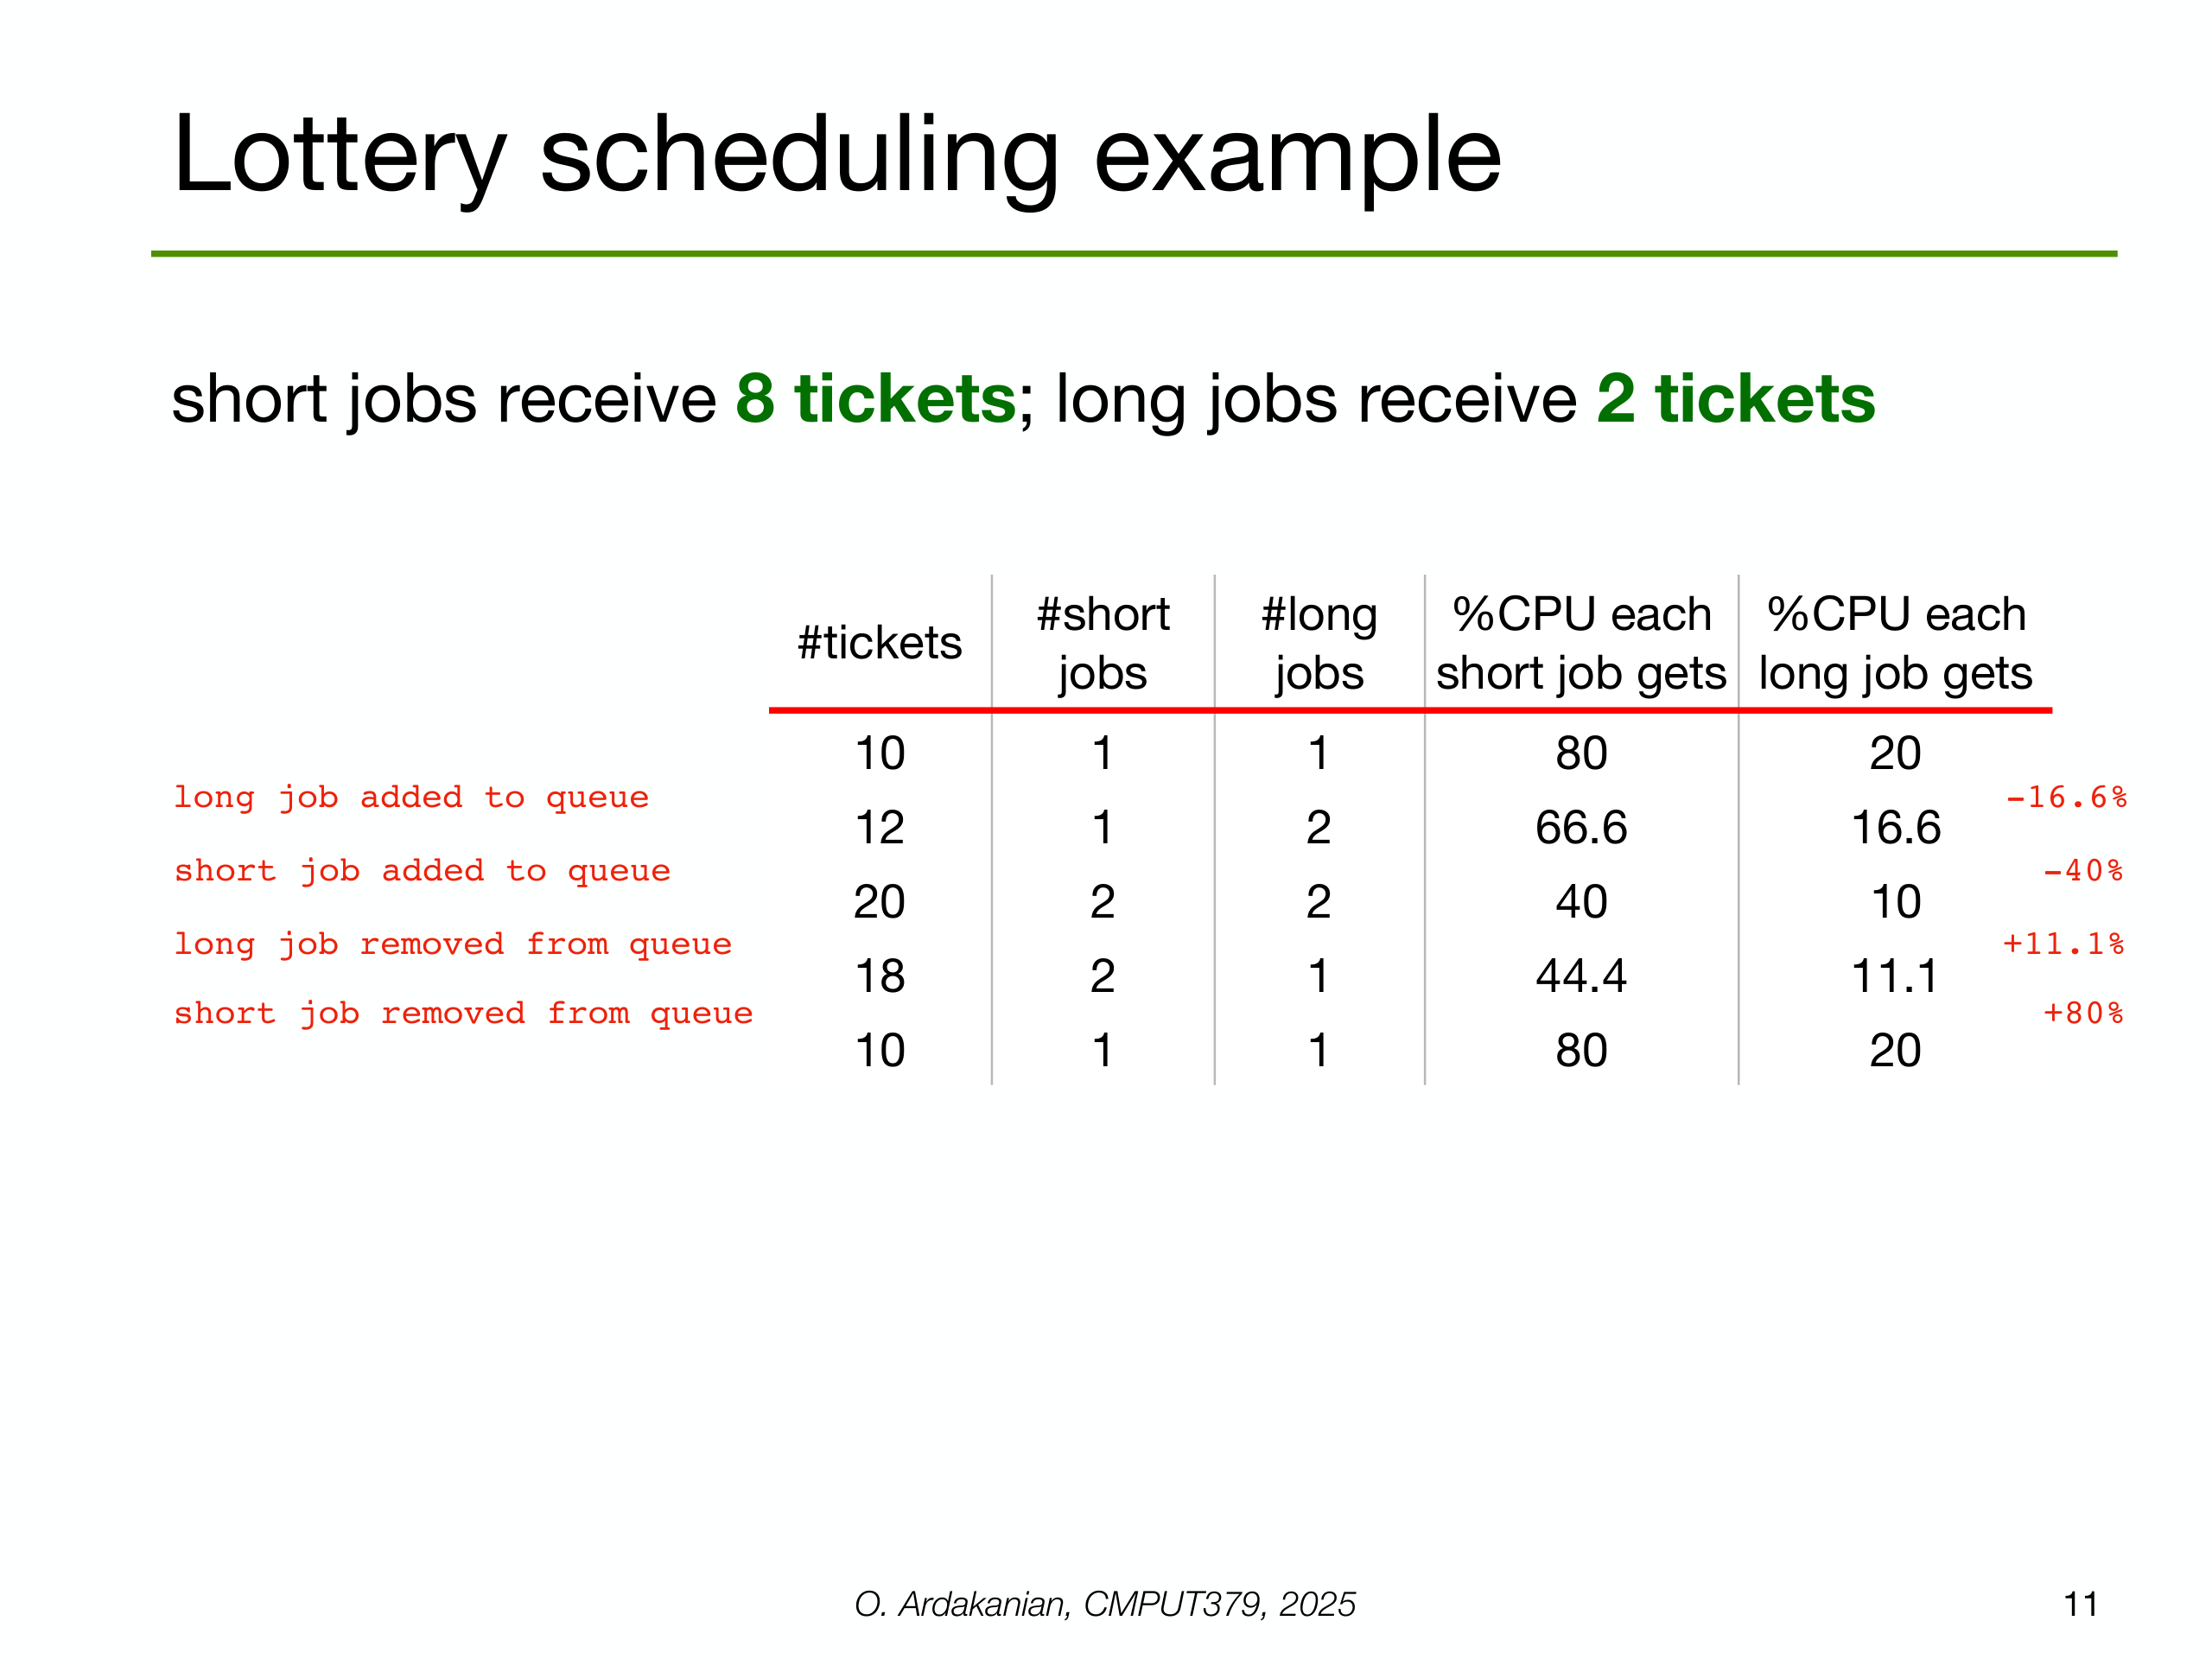 Lottery scheduling example
short jobs receive 8 tickets; long jobs receive 2 tickets
#tickets #short jobs #long jobs %CPU each short job gets %CPU each long job gets
10 1 1 80 20
long job added to queue -16.6%
12 1 2 66.6 16.6
short job added to queue -40%
20 2 2 40 10
long job removed from queue +11.1%
18 2 1 44.4 11.1
short job removed from queue +80%
10 1 1 80 20
O. Ardakanian, CMPUT379, 2025 11